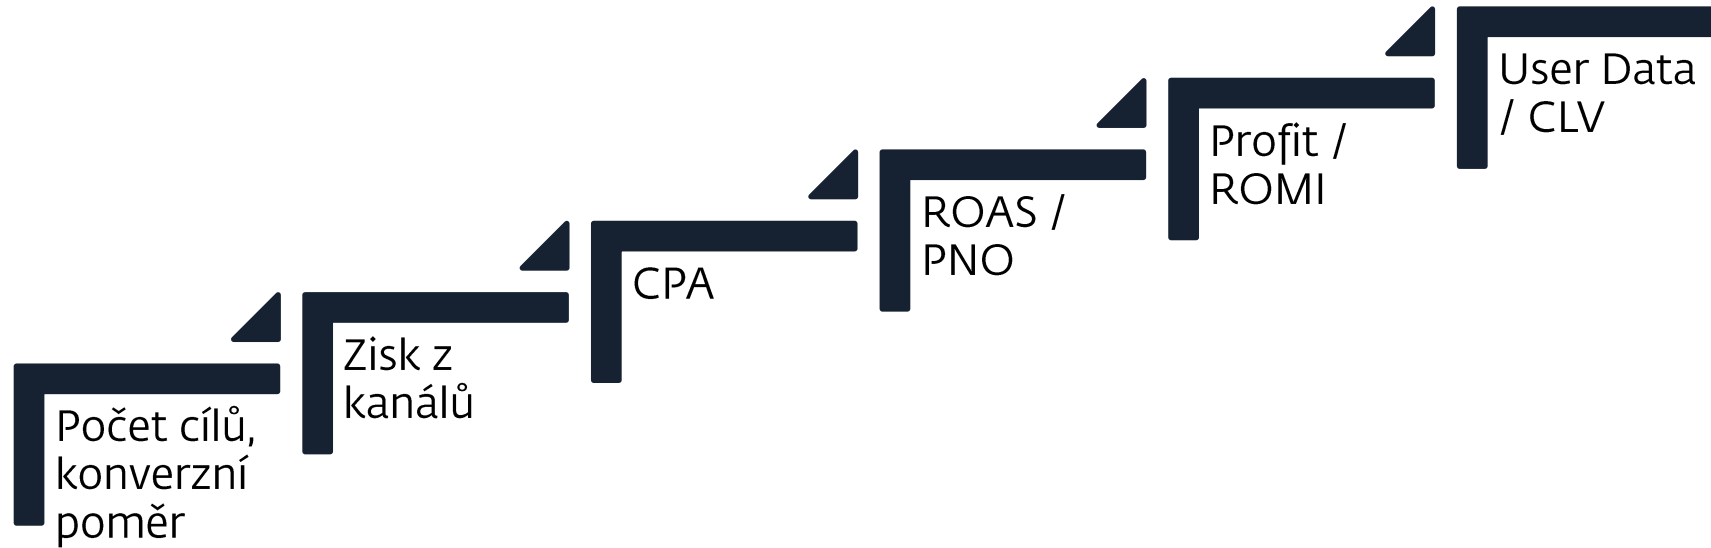 Počet cílů,
konverzní
poměr
Zisk z
kanálů
CPA
ROAS /
PNO
Profit /
ROMI
User Data
/ CLV